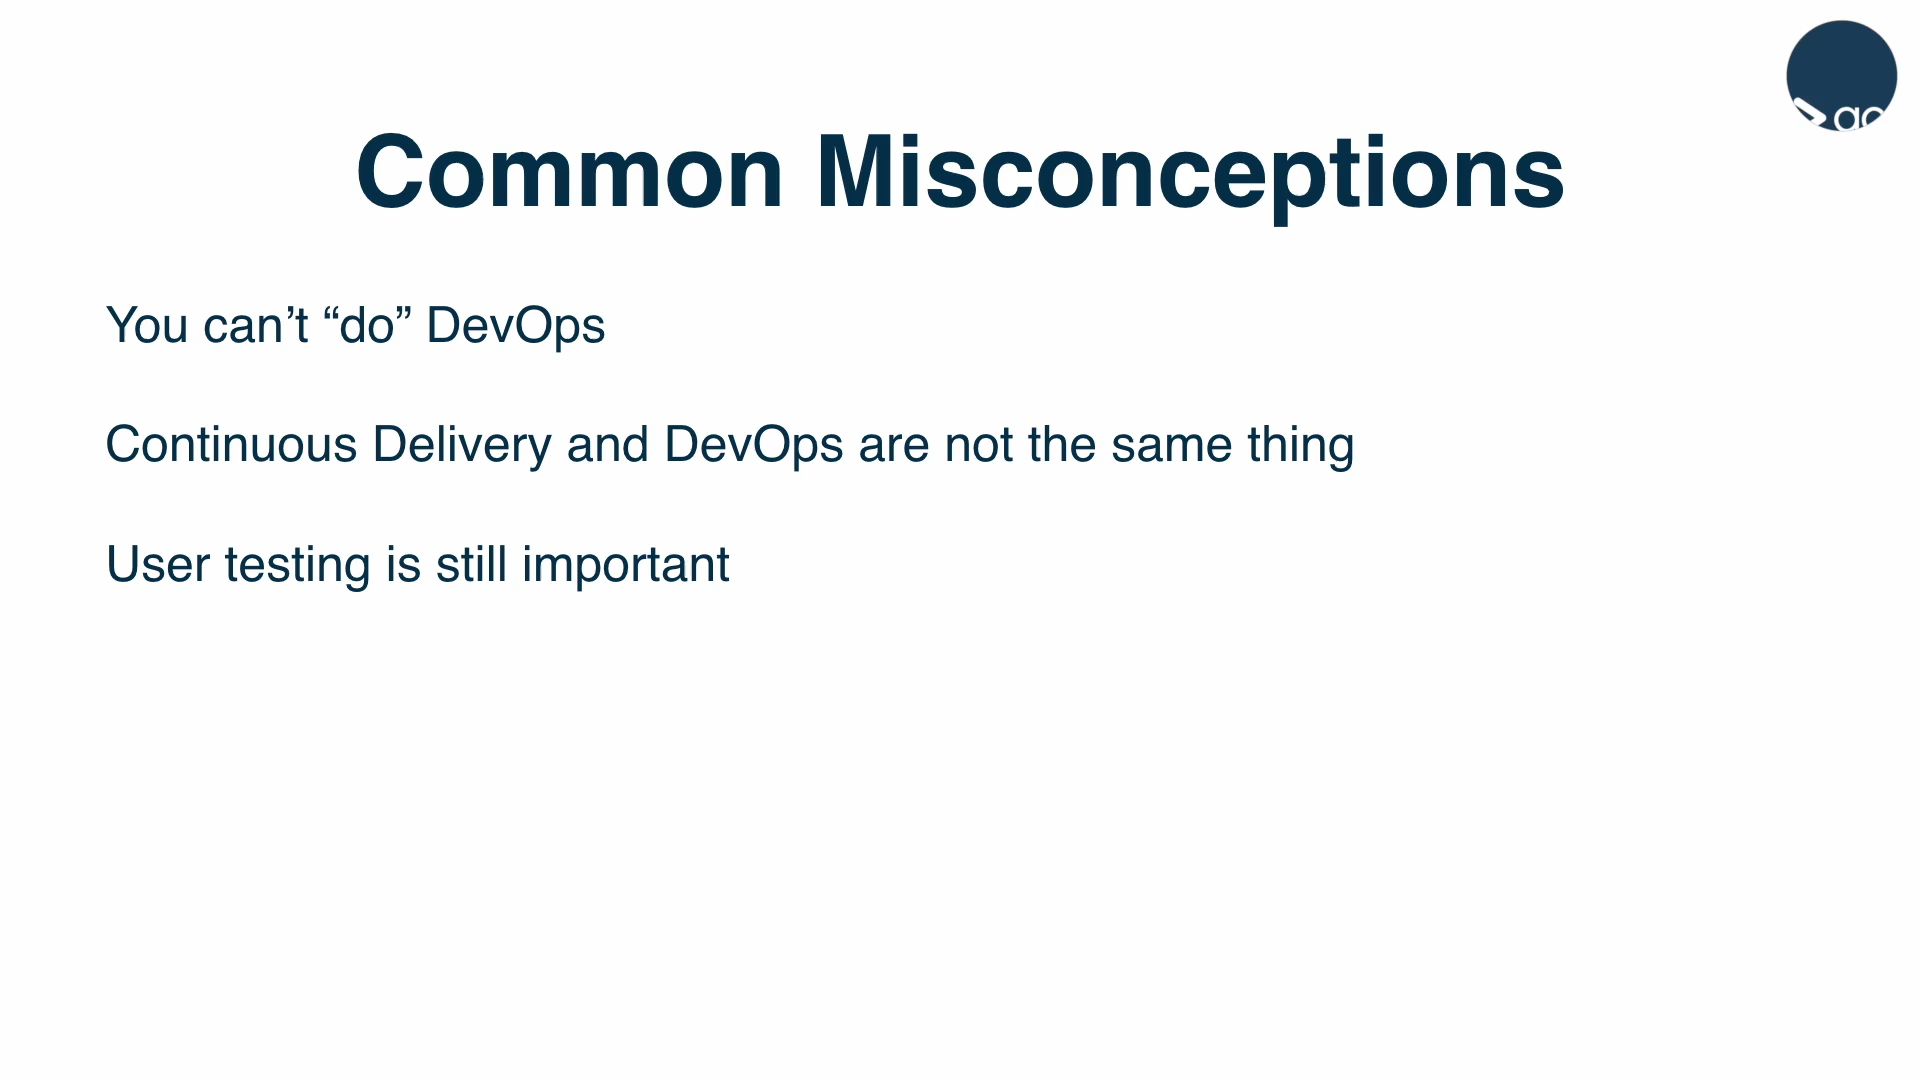 Common Misconceptions
You can’t “do” DevOps
Continuous Delivery and DevOps are not the same thing
User testing is still important